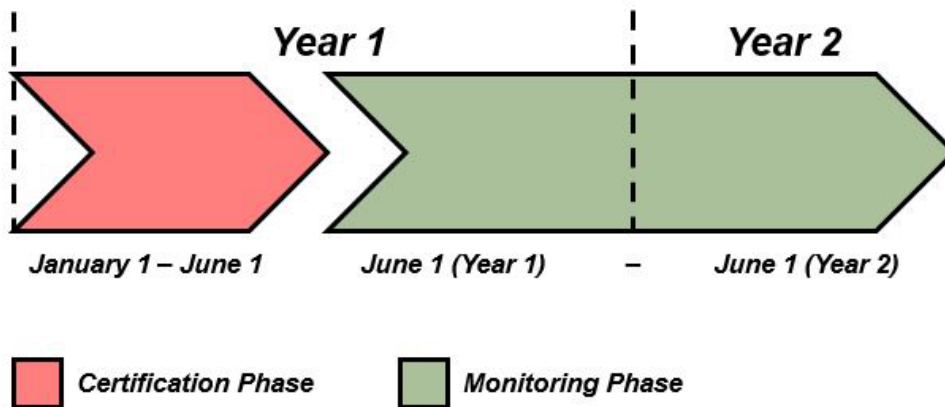 Year 1
Year 2
January 1 – June 1
June 1 (Year 1) – June 1 (Year 2)
Certification Phase
Monitoring Phase